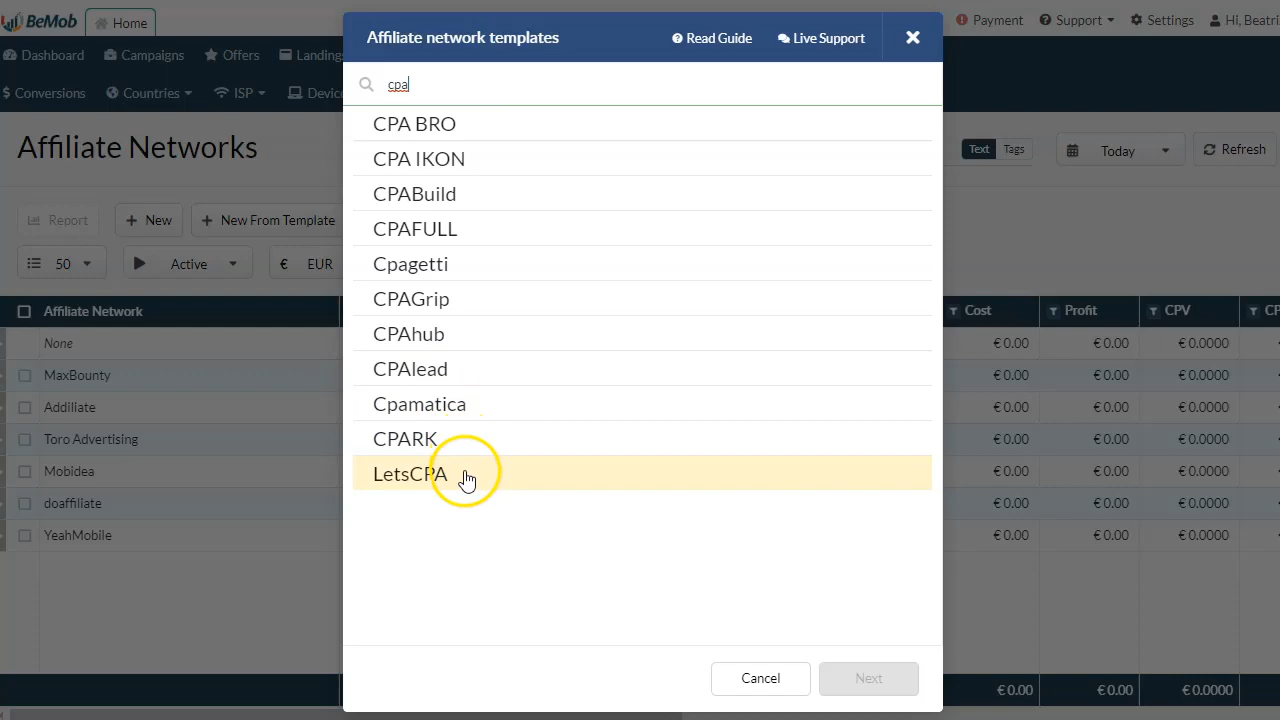 BeMob
Home
Payment
Support
Settings
Hi, Beatri
Dashboard
Campaigns
Offers
Landings
$ Conversions
Countries
ISP
Device
Affiliate Networks
Text
Tags
Today
Refresh
Report
+ New
+ New From Template
50
Active
€ EUR
Affiliate Network
Cost
Profit
CPV
CP
None
€ 0.00
€ 0.00
€ 0.0000
MaxBounty
€ 0.00
€ 0.00
€ 0.0000
Addiliate
€ 0.00
€ 0.00
€ 0.0000
Toro Advertising
€ 0.00
€ 0.00
€ 0.0000
Mobidea
€ 0.00
€ 0.00
€ 0.0000
doaffiliate
€ 0.00
€ 0.00
€ 0.0000
YeahMobile
€ 0.00
€ 0.00
€ 0.0000
€ 0.00
€ 0.00
€ 0.0000
Affiliate network templates
Read Guide
Live Support
cpa
CPA BRO
CPA IKON
CPABuild
CPAFULL
Cpagetti
CPAGrip
CPAhub
CPAlead
Cpamatica
CPARK
LetsCPA
Cancel
Next